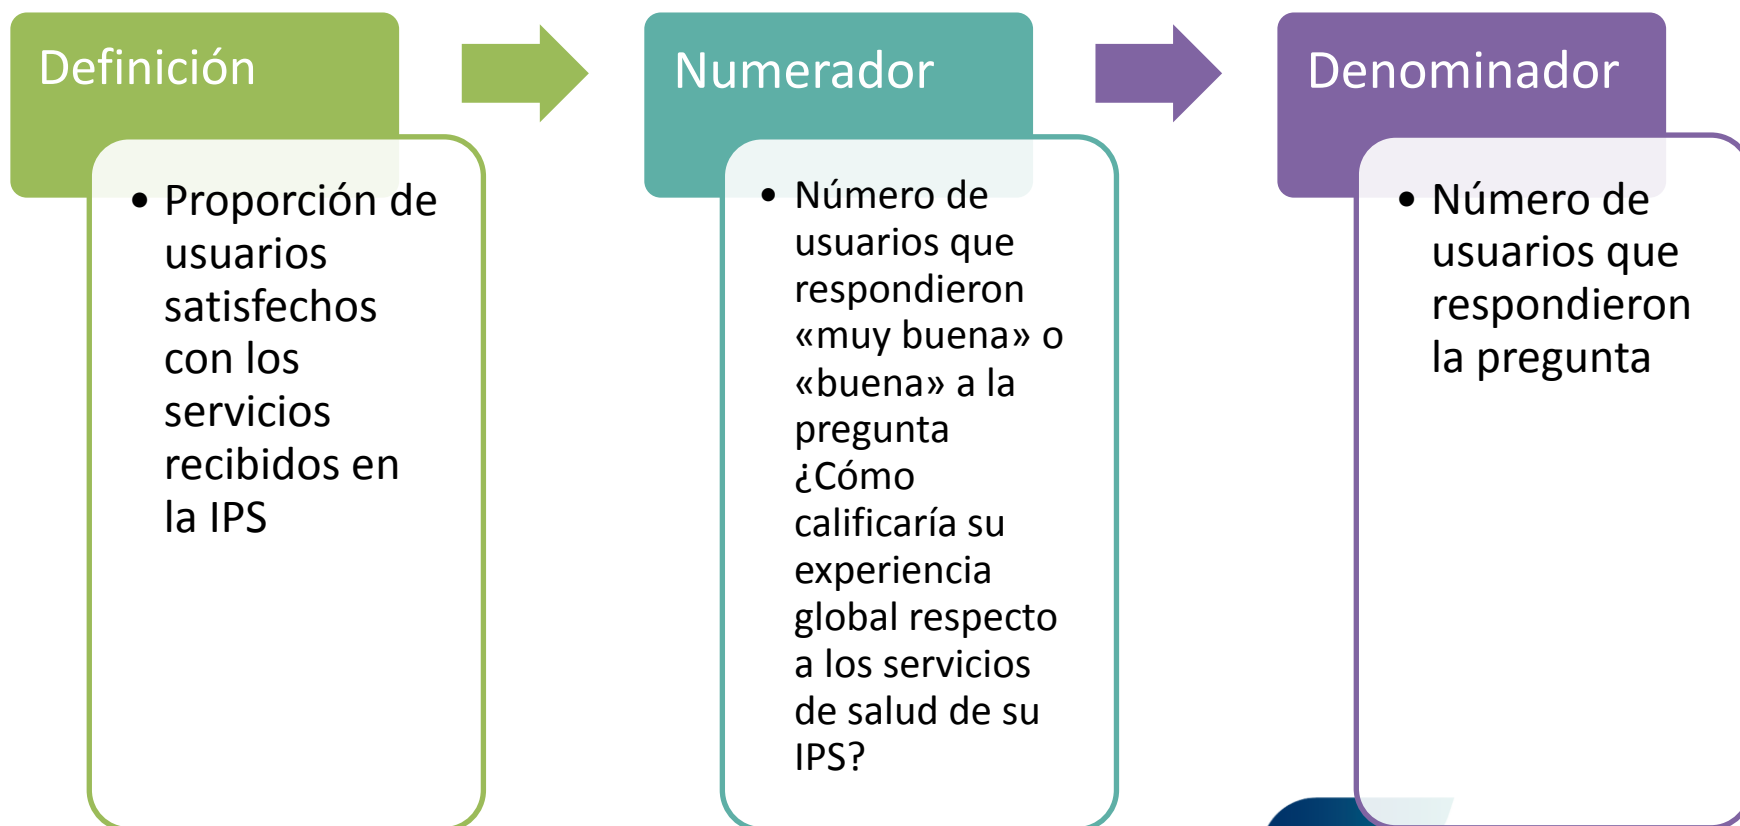 Definición
• Proporción de
usuarios
satisfechos
con los
servicios
recibidos en
la IPS
Numerador
• Número de
usuarios que
respondieron
«muy buena» o
«buena» a la
pregunta
¿Cómo
calificaría su
experiencia
global respecto
a los servicios
de salud de su
IPS?
Denominador
• Número de
usuarios que
respondieron
la pregunta